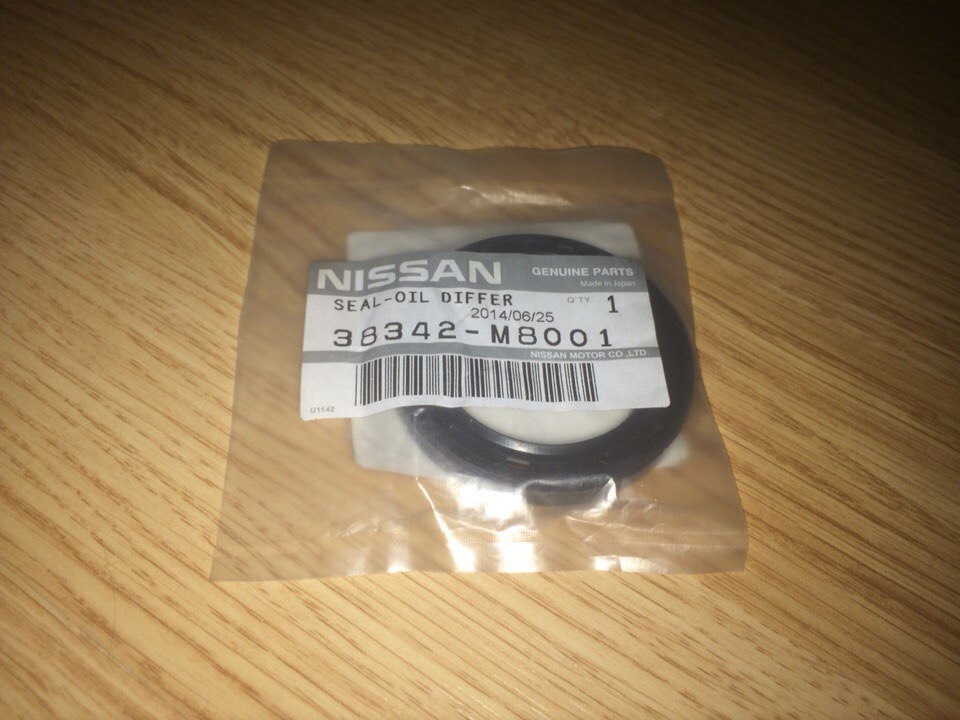 NISSAN GENUINE PARTS
Made in Japan
SEAL-OIL DIFFER Q'TY 1
2014/06/25
38342-M8001
NISSAN MOTOR CO.,LTD.
U1142